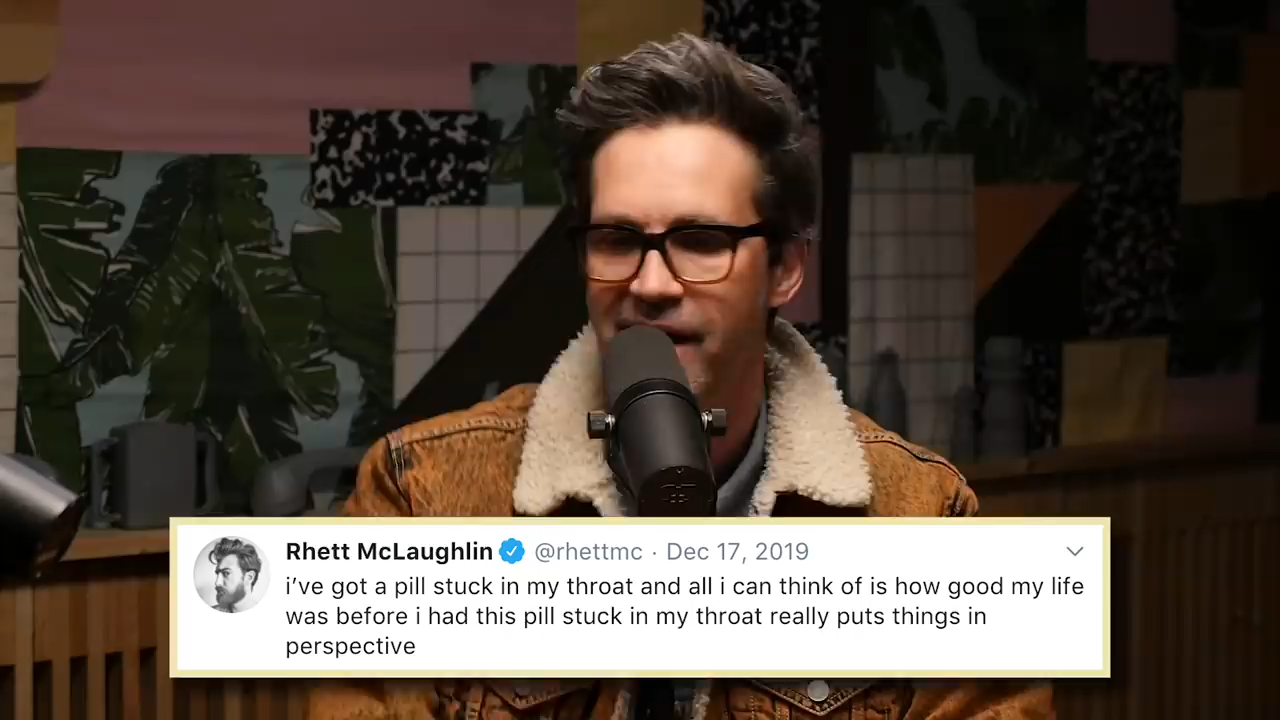 Rhett McLaughlin @rhettmc · Dec 17, 2019
i’ve got a pill stuck in my throat and all i can think of is how good my life
was before i had this pill stuck in my throat really puts things in
perspective